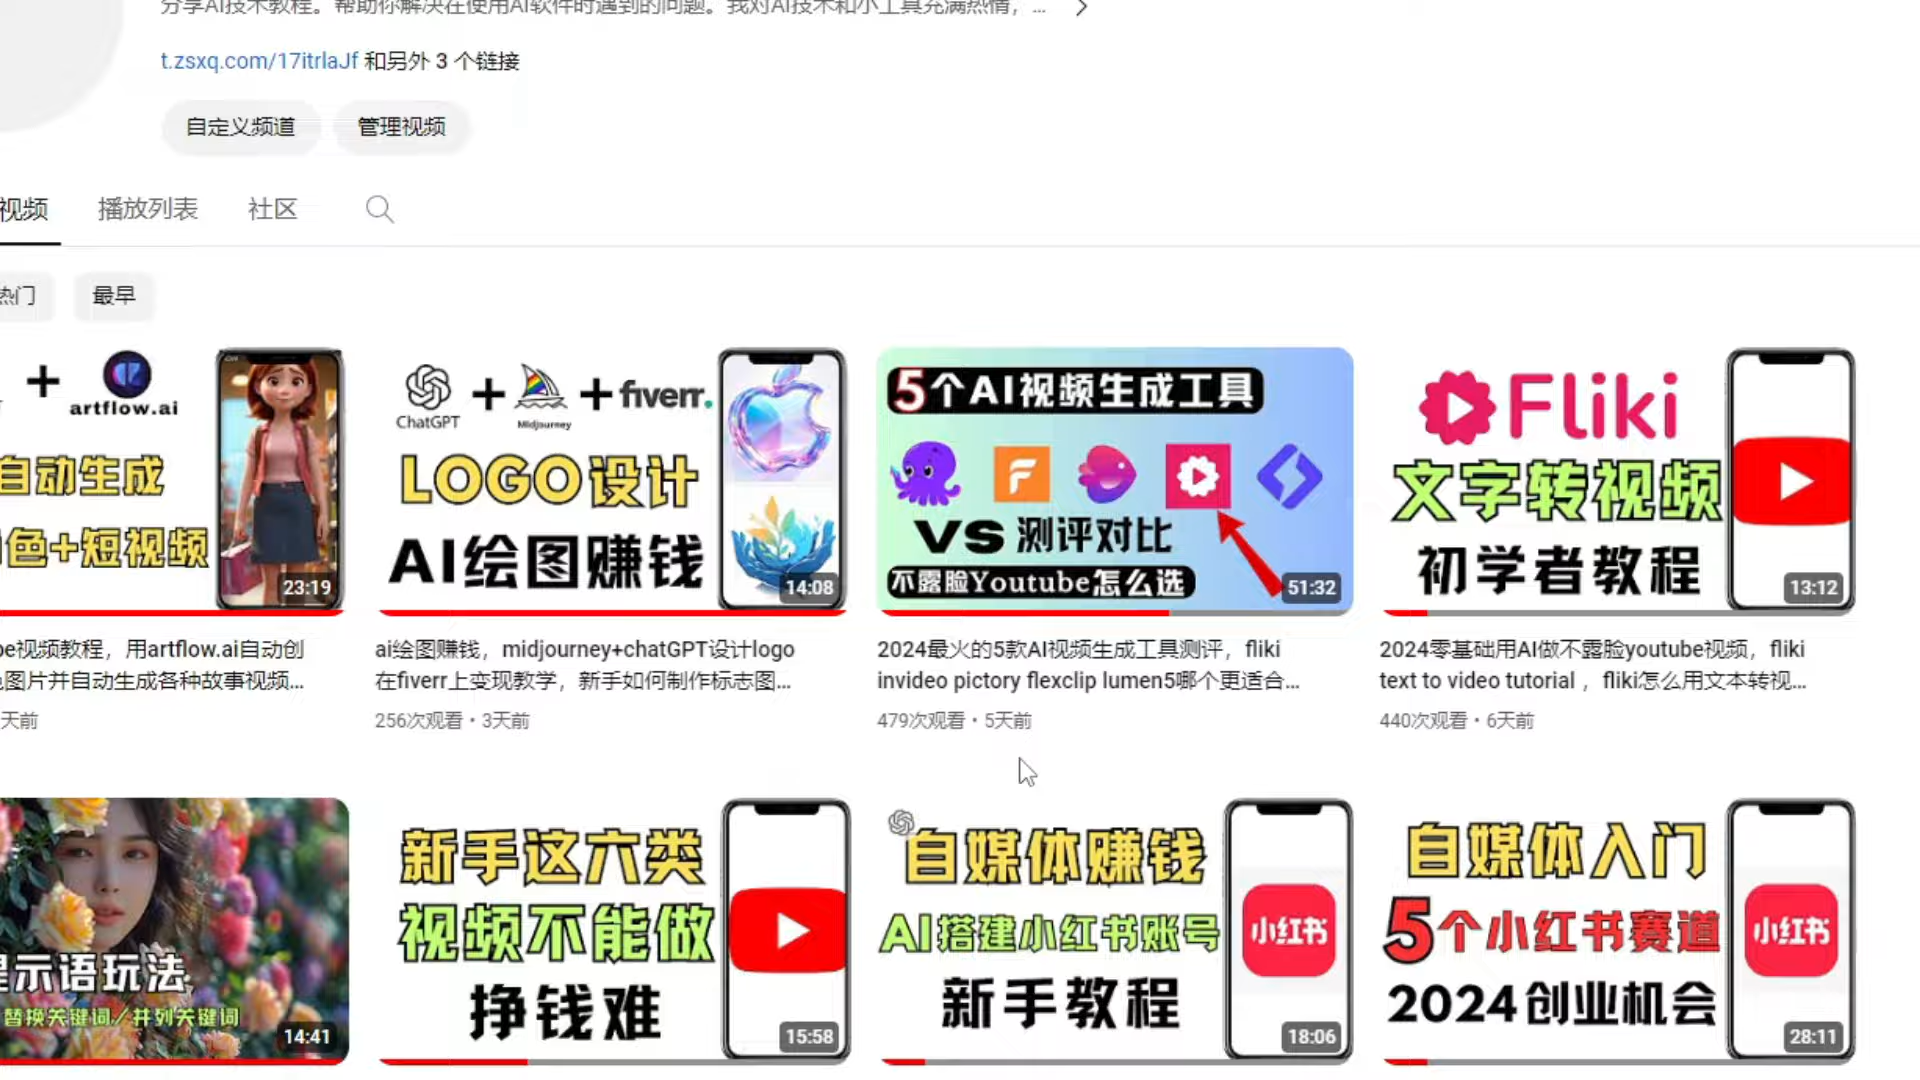 分享AI技术教程。帮助你解决在使用AI软件时遇到的问题。我对AI技术和小工具充满热情，...
t.zsxq.com/17itrlaJf 和另外 3 个链接
自定义频道 管理视频
视频 播放列表 社区
热门 最早
artflow.ai
自动生成
色+短视频
23:19
ChatGPT
Midjourney
fiverr.
LOGO设计
AI绘图赚钱
14:08
5个AI视频生成工具
VS 测评对比
不露脸Youtube怎么选
51:32
Fliki
文字转视频
初学者教程
13:12
be视频教程，用artflow.ai自动创
图片并自动生成各种故事视频...
天前
ai绘图赚钱，midjourney+chatGPT设计logo
在fiverr上变现教学，新手如何制作标志图...
256次观看・3天前
2024最火的5款AI视频生成工具测评，fliki
invideo pictory flexclip lumen5哪个更适合...
479次观看・5天前
2024零基础用AI做不露脸youtube视频，fliki
text to video tutorial ，fliki怎么用文本转视...
440次观看・6天前
提示语玩法
替换关键词/并列关键词
14:41
新手这六类
视频不能做
挣钱难
15:58
自媒体赚钱
AI搭建小红书账号
新手教程
小红书
18:06
自媒体入门
5个小红书赛道
2024创业机会
小红书
28:11